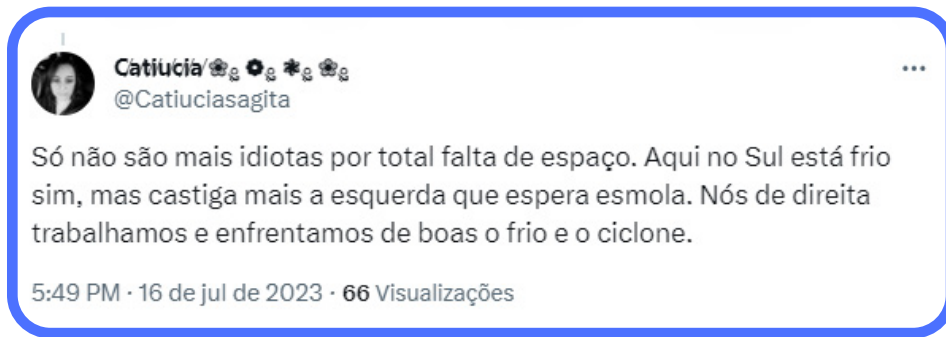 Catiucia
@Catiuciasagita
Só não são mais idiotas por total falta de espaço. Aqui no Sul está frio
sim, mas castiga mais a esquerda que espera esmola. Nós de direita
trabalhamos e enfrentamos de boas o frio e o ciclone.
5:49 PM · 16 de jul de 2023 · 66 Visualizações